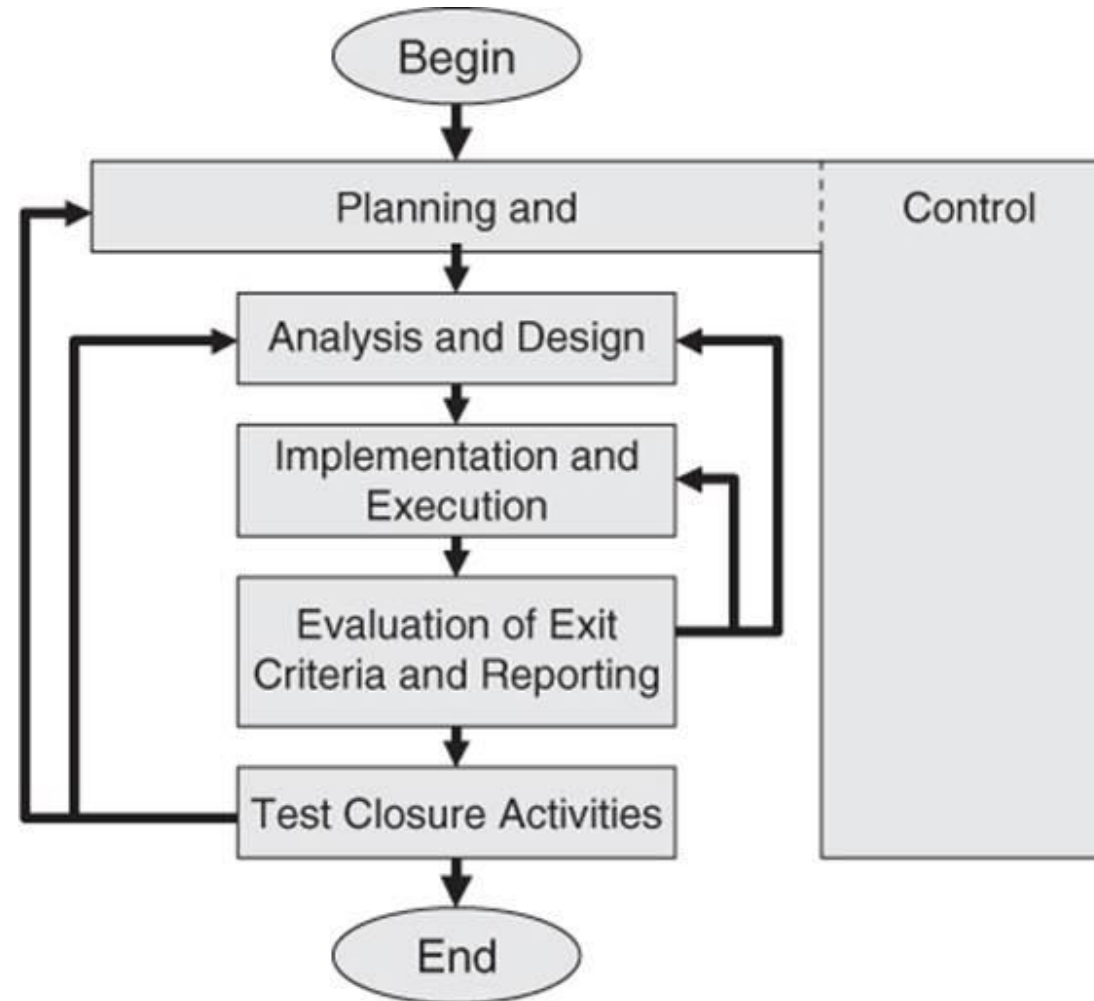 Begin
Planning and
Control
Analysis and Design
Implementation and
Execution
Evaluation of Exit
Criteria and Reporting
Test Closure Activities
End